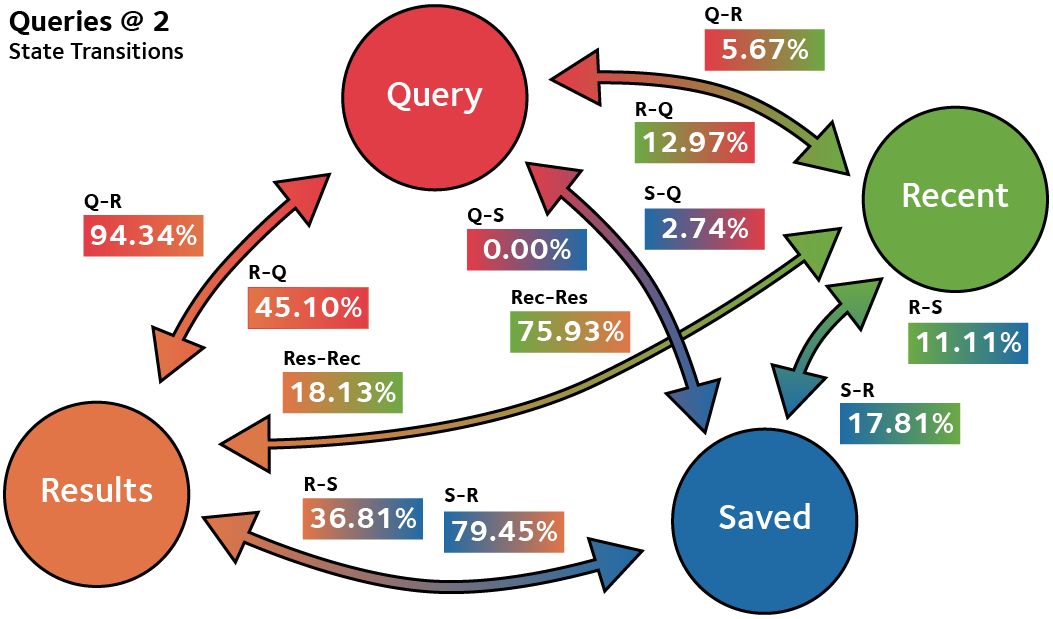 Queries @ 2
State Transitions
Query
Q-R
5.67%
R-Q
12.97%
Recent
Q-R
94.34%
R-Q
45.10%
Q-S
0.00%
S-Q
2.74%
Rec-Res
75.93%
Res-Rec
18.13%
R-S
11.11%
S-R
17.81%
Results
R-S
36.81%
S-R
79.45%
Saved